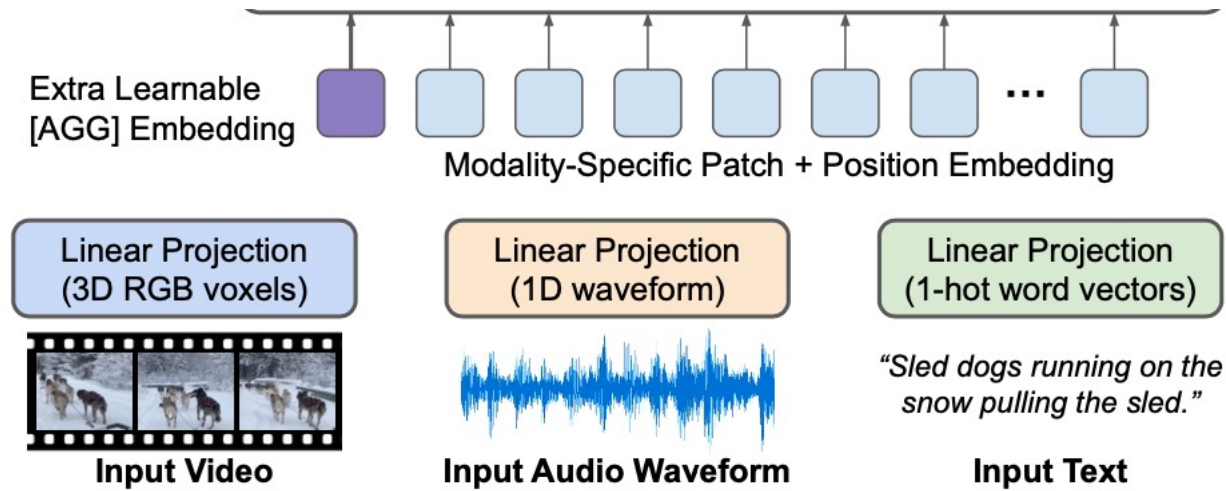 Extra Learnable
[AGG] Embedding
...
Modality-Specific Patch + Position Embedding
Linear Projection
(3D RGB voxels)
Linear Projection
(1D waveform)
Linear Projection
(1-hot word vectors)
“Sled dogs running on the
snow pulling the sled.”
Input Video
Input Audio Waveform
Input Text